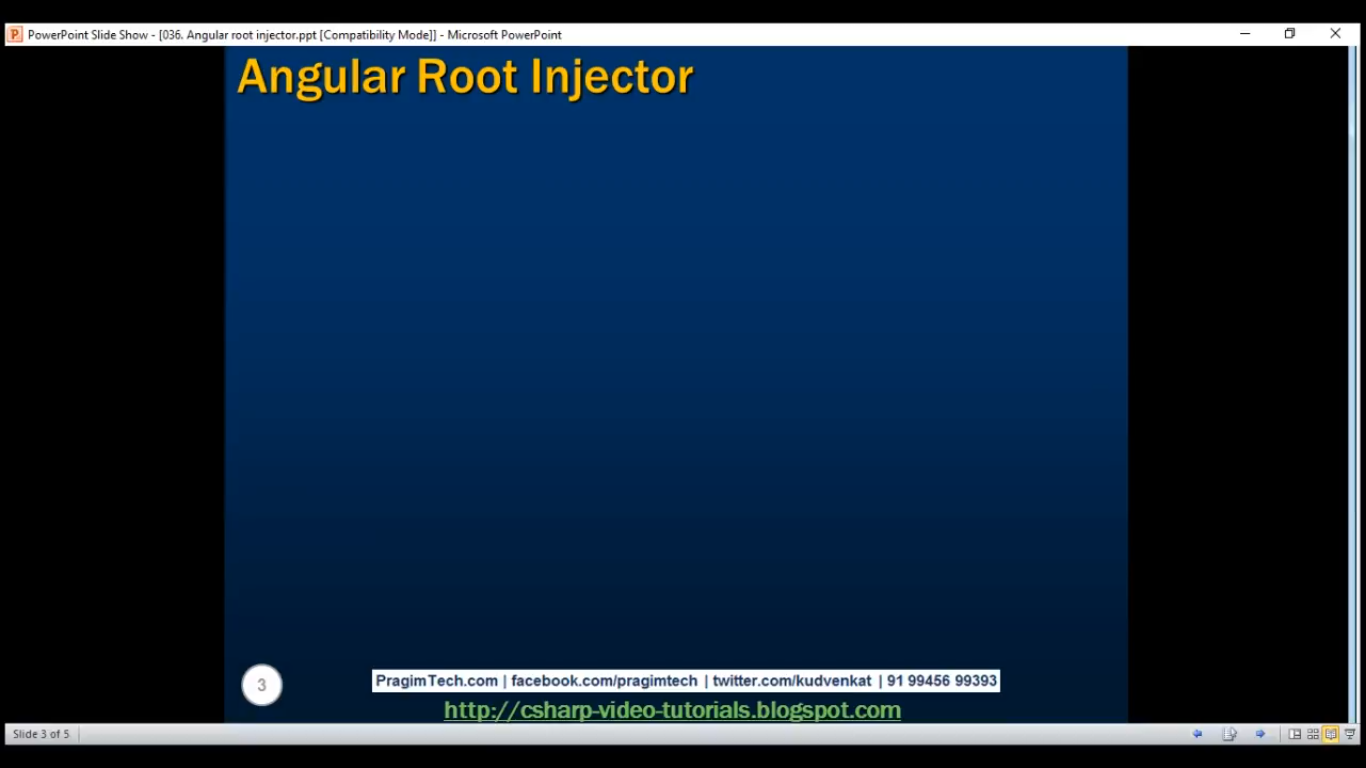 PowerPoint Slide Show - [036. Angular root injector.ppt [Compatibility Mode]] - Microsoft PowerPoint
Angular Root Injector
3
PragimTech.com | facebook.com/pragimtech | twitter.com/kudvenkat | 91 99456 99393
http://csharp-video-tutorials.blogspot.com
Slide 3 of 5